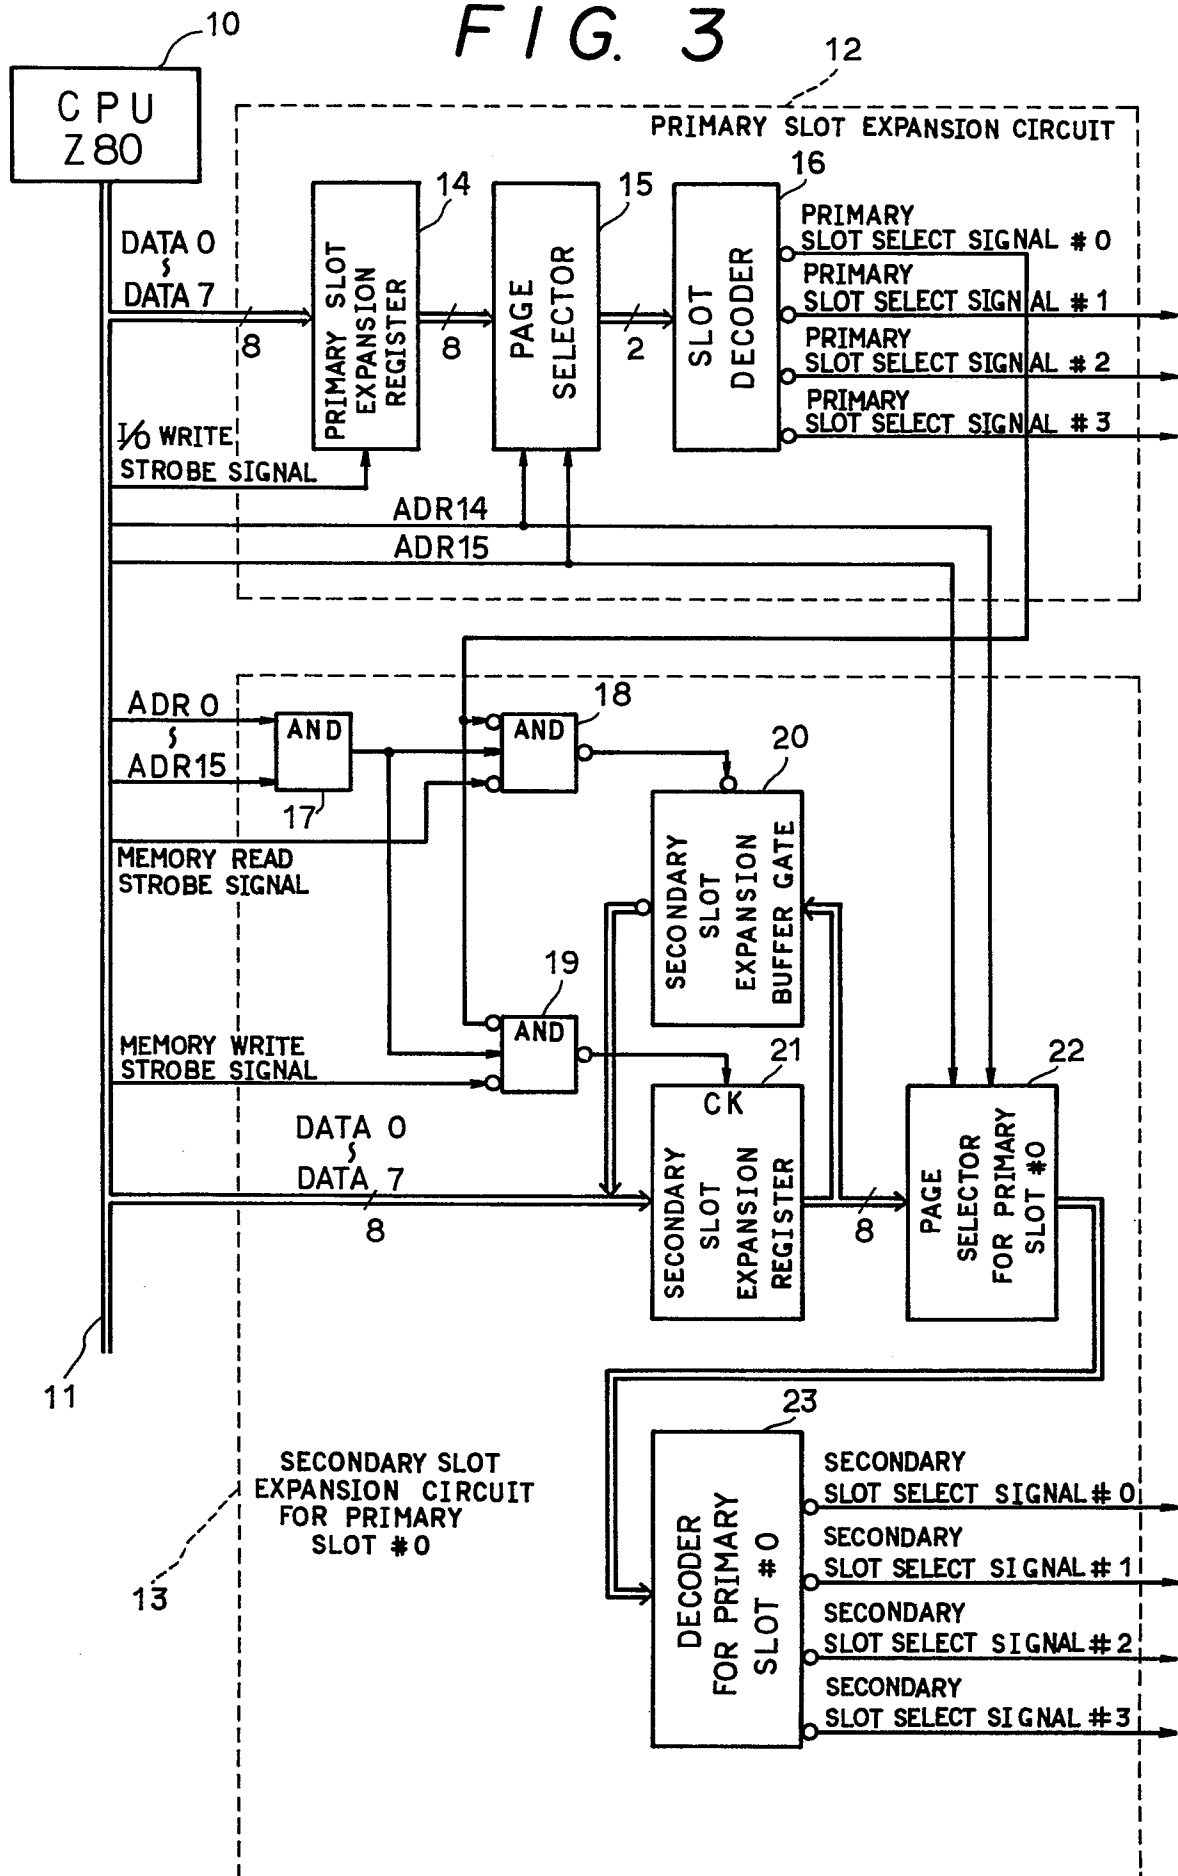 FIG. 3
10
CPU
Z80
12
PRIMARY SLOT EXPANSION CIRCUIT
14
15
16
DATA 0
DATA 7
8
PRIMARY SLOT
EXPANSION
REGISTER
8
PAGE
SELECTOR
2
SLOT
DECODER
PRIMARY
SLOT SELECT SIGNAL #0
PRIMARY
SLOT SELECT SIGNAL #1
PRIMARY
SLOT SELECT SIGNAL #2
PRIMARY
SLOT SELECT SIGNAL #3
I/O WRITE
STROBE SIGNAL
ADR14
ADR15
ADR 0
ADR15
AND
17
AND
18
MEMORY READ
STROBE SIGNAL
20
SECONDARY
SLOT
EXPANSION
BUFFER GATE
19
AND
MEMORY WRITE
STROBE SIGNAL
21
CK
SECONDARY
SLOT
EXPANSION
REGISTER
22
PAGE
SELECTOR
FOR PRIMARY
SLOT #0
DATA 0
DATA 7
8
8
11
23
DECODER
FOR PRIMARY
SLOT #0
SECONDARY SLOT
EXPANSION CIRCUIT
FOR PRIMARY
SLOT #0
13
SECONDARY
SLOT SELECT SIGNAL #0
SECONDARY
SLOT SELECT SIGNAL #1
SECONDARY
SLOT SELECT SIGNAL #2
SECONDARY
SLOT SELECT SIGNAL #3